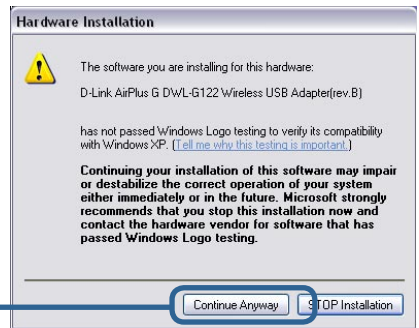 Hardware Installation
The software you are installing for this hardware:
D-Link AirPlus G DWL-G122 Wireless USB Adapter(rev.B)
has not passed Windows Logo testing to verify its compatibility
with Windows XP. (Tell me why this testing is important.)
Continuing your installation of this software may impair
or destabilize the correct operation of your system
either immediately or in the future. Microsoft strongly
recommends that you stop this installation now and
contact the hardware vendor for software that has
passed Windows Logo testing.
Continue Anyway STOP Installation